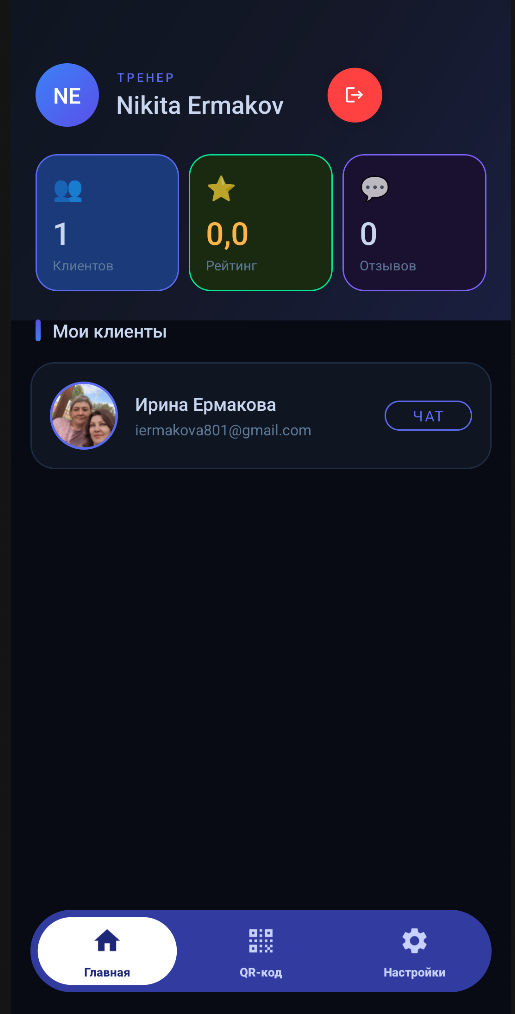 NE
ТРЕНЕР
Nikita Ermakov
1
Клиентов
0,0
Рейтинг
0
Отзывов
Мои клиенты
Ирина Ермакова
iermakova801@gmail.com
ЧАТ
Главная
QR-код
Настройки